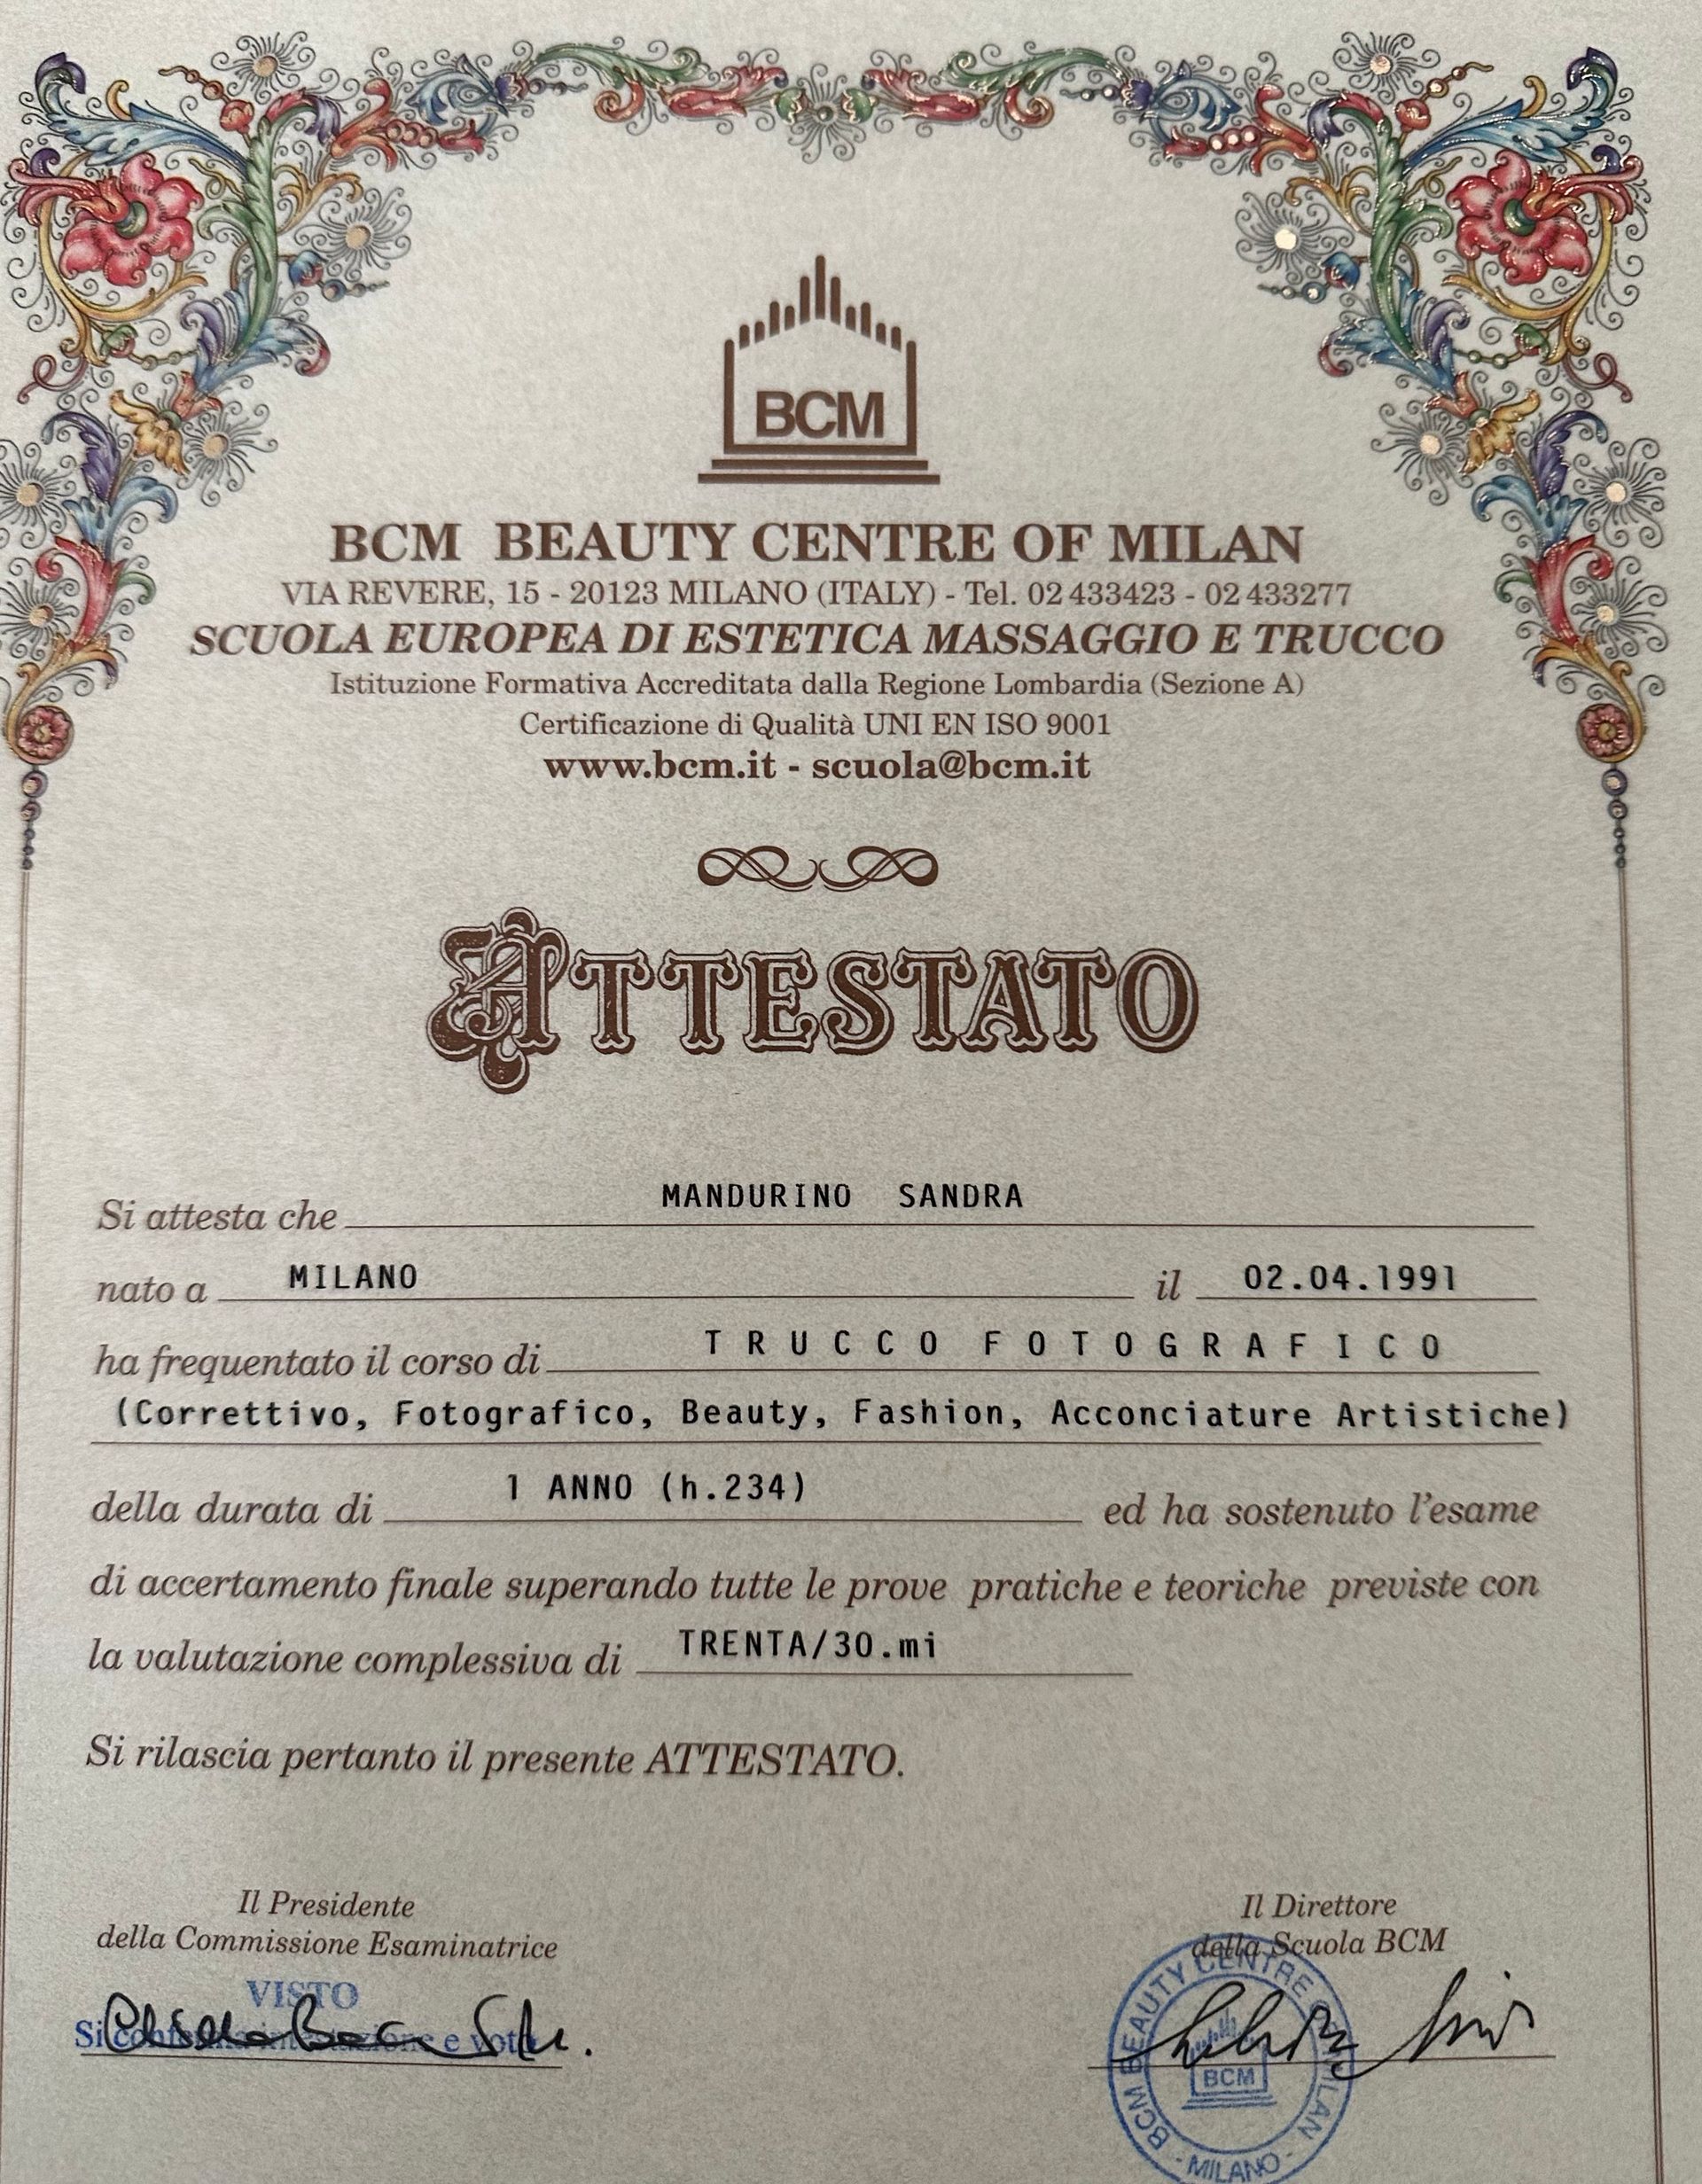 BCM
BCM BEAUTY CENTRE OF MILAN
VIA REVERE, 15 - 20123 MILANO (ITALY) - Tel. 02 433423 - 02 433277
SCUOLA EUROPEA DI ESTETICA MASSAGGIO E TRUCCO
Istituzione Formativa Accreditata dalla Regione Lombardia (Sezione A)
Certificazione di Qualità UNI EN ISO 9001
www.bcm.it - scuola@bcm.it
ATTESTATO
Si attesta che MANDURINO SANDRA
nato a MILANO il 02.04.1991
ha frequentato il corso di TRUCCO FOTOGRAFICO
(Correttivo, Fotografico, Beauty, Fashion, Acconciature Artistiche)
della durata di 1 ANNO (h.234) ed ha sostenuto l'esame
di accertamento finale superando tutte le prove pratiche e teoriche previste con
la valutazione complessiva di TRENTA/30.mi
Si rilascia pertanto il presente ATTESTATO.
Il Presidente
della Commissione Esaminatrice
VISTO
Si e voto
Il Direttore
della Scuola BCM
BCM BEAUTY CENTRE OF MILAN
BCM
- MILANO -